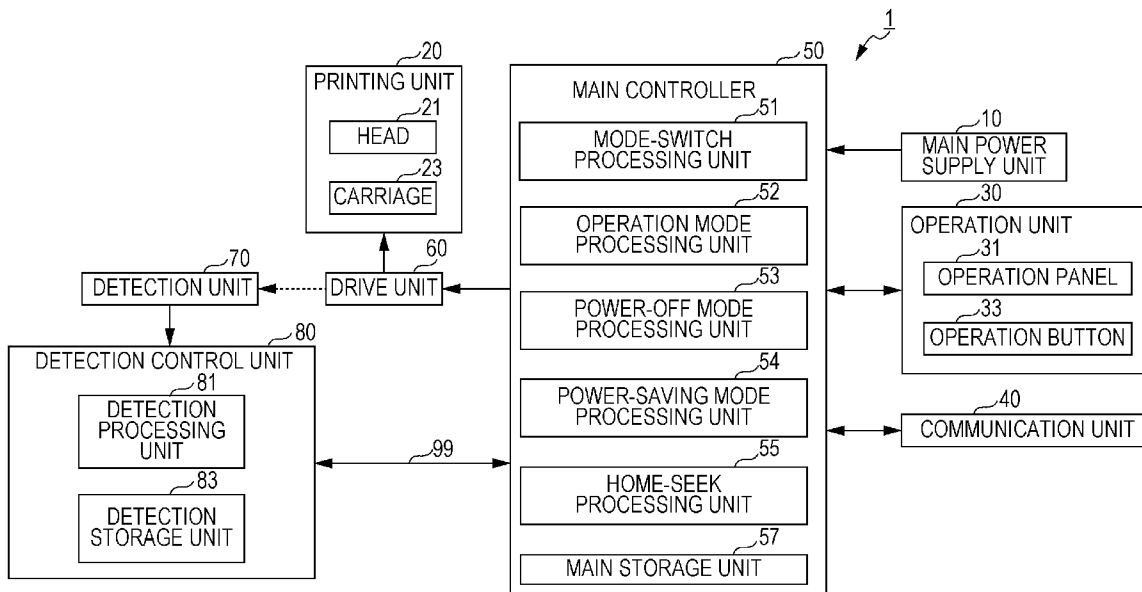 1
20
PRINTING UNIT
21
HEAD
23
CARRIAGE
50
MAIN CONTROLLER
51
MODE-SWITCH
PROCESSING UNIT
52
OPERATION MODE
PROCESSING UNIT
53
POWER-OFF MODE
PROCESSING UNIT
54
POWER-SAVING MODE
PROCESSING UNIT
55
HOME-SEEK
PROCESSING UNIT
57
MAIN STORAGE UNIT
10
MAIN POWER
SUPPLY UNIT
30
OPERATION UNIT
31
OPERATION PANEL
33
OPERATION BUTTON
40
COMMUNICATION UNIT
70
DETECTION UNIT
60
DRIVE UNIT
80
DETECTION CONTROL UNIT
81
DETECTION
PROCESSING
UNIT
83
DETECTION
STORAGE UNIT
99